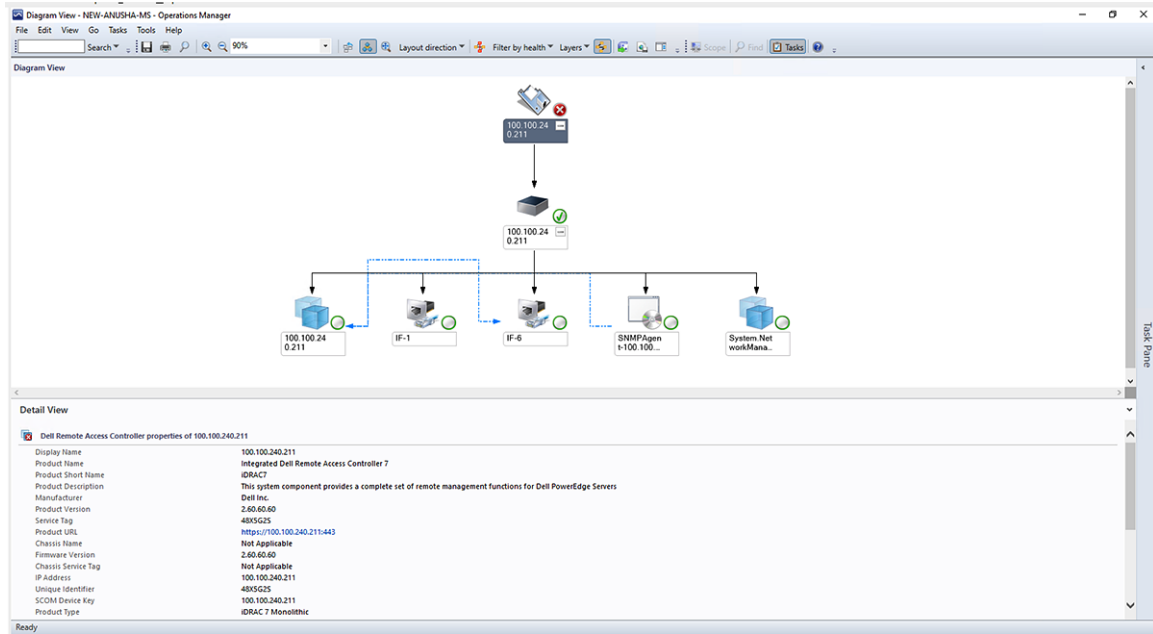 Diagram View - NEW-ANUSHA-MS - Operations Manager
File Edit View Go Tasks Tools Help
Search 90% Layout direction Filter by health Layers Scope Find Tasks
Diagram View
100.100.24
0.211
100.100.24
0.211
100.100.24
0.211
IF-1
IF-6
SNMPAgen
t-100.100...
System.Net
workMana...
Task Pane
Detail View
Dell Remote Access Controller properties of 100.100.240.211
Display Name 100.100.240.211
Product Name Integrated Dell Remote Access Controller 7
Product Short Name iDRAC7
Product Description This system component provides a complete set of remote management functions for Dell PowerEdge Servers
Manufacturer Dell Inc.
Product Version 2.60.60.60
Service Tag 48X5G2S
Product URL https://100.100.240.211:443
Chassis Name Not Applicable
Firmware Version 2.60.60.60
Chassis Service Tag Not Applicable
IP Address 100.100.240.211
Unique Identifier 48X5G2S
SCOM Device Key 100.100.240.211
Product Type iDRAC 7 Monolithic
Ready